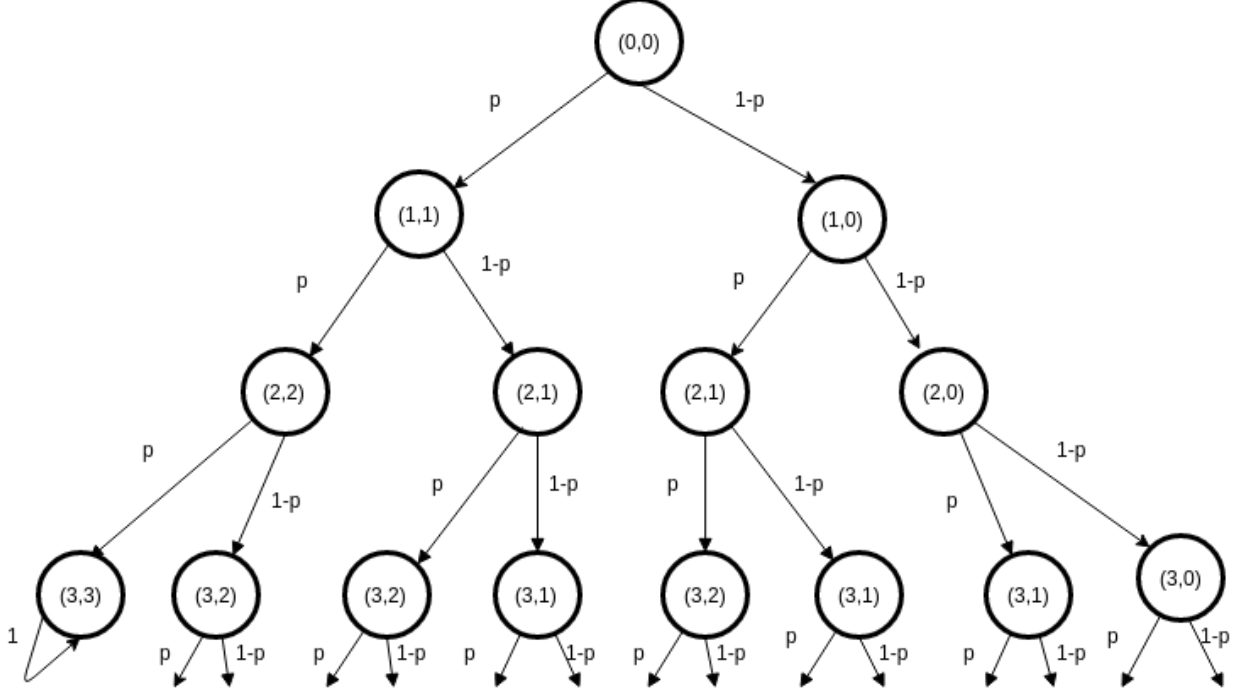 (0,0)
p 1-p
(1,1) (1,0)
p 1-p p 1-p
(2,2) (2,1) (2,1) (2,0)
p 1-p p 1-p p 1-p p 1-p
(3,3) (3,2) (3,2) (3,1) (3,2) (3,1) (3,1) (3,0)
1 p 1-p p 1-p p 1-p p 1-p p 1-p p 1-p p 1-p